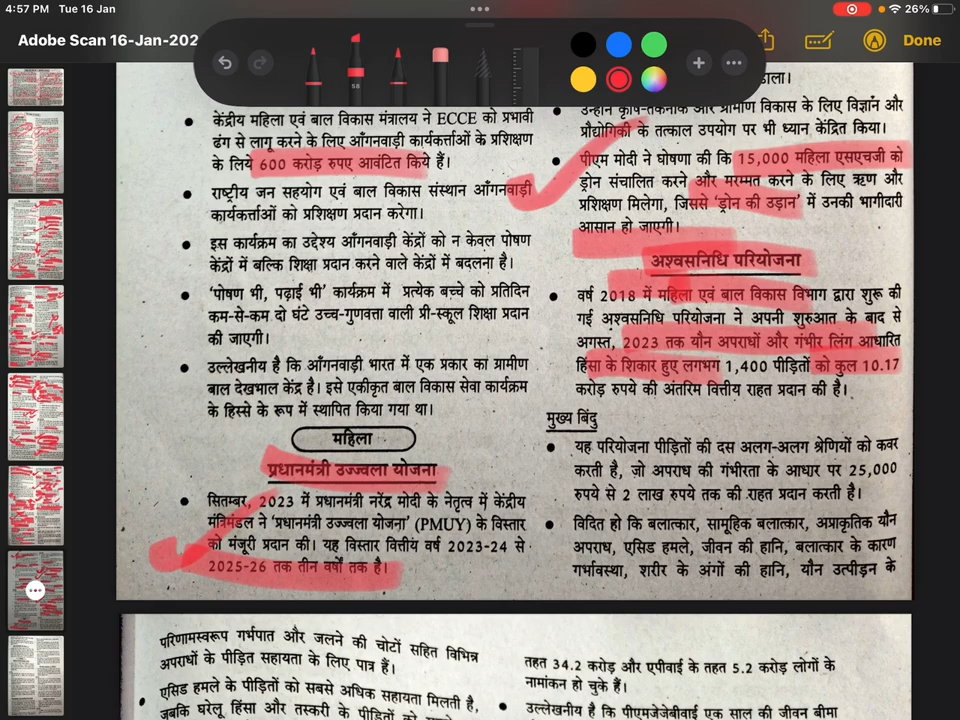 4:57 PM Tue 16 Jan
26%
Adobe Scan 16-Jan-202
58
Done
केंद्रीय महिला एवं बाल विकास मंत्रालय ने ECCE को प्रभावी
ढंग से लागू करने के लिए आँगनवाड़ी कार्यकर्त्ताओं के प्रशिक्षण
के लिये 600 करोड़ रुपए आवंटित किये हैं।
राष्ट्रीय जन सहयोग एवं बाल विकास संस्थान आँगनवाड़ी
कार्यकर्त्ताओं को प्रशिक्षण प्रदान करेगा।
इस कार्यक्रम का उद्देश्य आँगनवाड़ी केंद्रों को न केवल पोषण
केंद्रों में बल्कि शिक्षा प्रदान करने वाले केंद्रों में बदलना है।
'पोषण भी, पढ़ाई भी' कार्यक्रम में प्रत्येक बच्चे को प्रतिदिन
कम-से-कम दो घंटे उच्च-गुणवत्ता वाली प्री-स्कूल शिक्षा प्रदान
की जाएगी।
उल्लेखनीय है कि आँगनवाड़ी भारत में एक प्रकार का ग्रामीण
बाल देखभाल केंद्र है। इसे एकीकृत बाल विकास सेवा कार्यक्रम
के हिस्से के रूप में स्थापित किया गया था।
महिला
प्रधानमंत्री उज्ज्वला योजना
सितम्बर, 2023 में प्रधानमंत्री नरेंद्र मोदी के नेतृत्व में केंद्रीय
मंत्रिमंडल ने 'प्रधानमंत्री उज्ज्वला योजना' (PMUY) के विस्तार
को मंजूरी प्रदान की। यह विस्तार वित्तीय वर्ष 2023-24 से
2025-26 तक तीन वर्षों तक है।
डाला।
उन्होंने कृषि-तकनीक और ग्रामीण विकास के लिए विज्ञान और
प्रौद्योगिकी के तत्काल उपयोग पर भी ध्यान केंद्रित किया।
पीएम मोदी ने घोषणा की कि 15,000 महिला एसएचजी को
ड्रोन संचालित करने और मरम्मत करने के लिए ऋण और
प्रशिक्षण मिलेगा, जिससे 'ड्रोन की उड़ान' में उनकी भागीदारी
आसान हो जाएगी।
अश्वसनिधि परियोजना
वर्ष 2018 में महिला एवं बाल विकास विभाग द्वारा शुरू की
गई अश्वसनिधि परियोजना ने अपनी शुरुआत के बाद से
अगस्त, 2023 तक यौन अपराधों और गंभीर लिंग आधारित
हिंसा के शिकार हुए लगभग 1,400 पीड़ितों को कुल 10.17
करोड़ रुपये की अंतरिम वित्तीय राहत प्रदान की है।
मुख्य बिंदु
यह परियोजना पीड़ितों की दस अलग-अलग श्रेणियों को कवर
करती है, जो अपराध की गंभीरता के आधार पर 25,000
रुपये से 2 लाख रुपये तक की राहत प्रदान करती है।
विदित हो कि बलात्कार, सामूहिक बलात्कार, अप्राकृतिक यौन
अपराध, एसिड हमले, जीवन की हानि, बलात्कार के कारण
गर्भावस्था, शरीर के अंगों की हानि, यौन उत्पीड़न के
परिणामस्वरूप गर्भपात और जलने की चोटों सहित विभिन्न
अपराधों के पीड़ित सहायता के लिए पात्र हैं।
एसिड हमले के पीड़ितों को सबसे अधिक सहायता मिलती है,
जबकि घरेलू हिंसा और तस्करी के पीड़ितों को
तहत 34.2 करोड़ और एपीवाई के तहत 5.2 करोड़ लोगों के
नामांकन हो चुके हैं।
उल्लेखनीय है कि पीएमजेजेबीवाई एक साल की जीवन बीमा